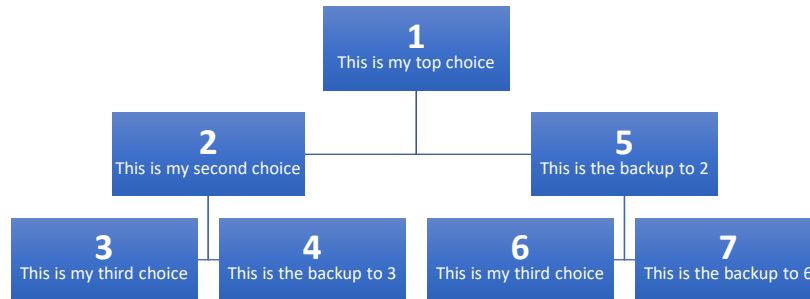 1
This is my top choice
2
This is my second choice
5
This is the backup to 2
3
This is my third choice
4
This is the backup to 3
6
This is my third choice
7
This is the backup to 6